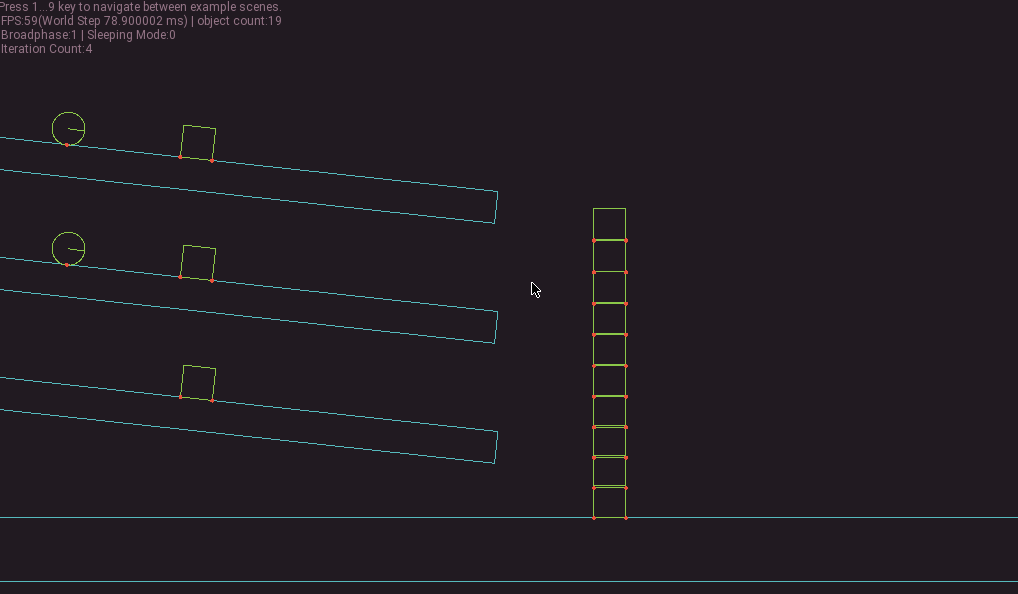 Press 1...9 key to navigate between example scenes.
FPS:59(World Step 78.900002 ms) | object count:19
Broadphase:1 | Sleeping Mode:0
Iteration Count:4